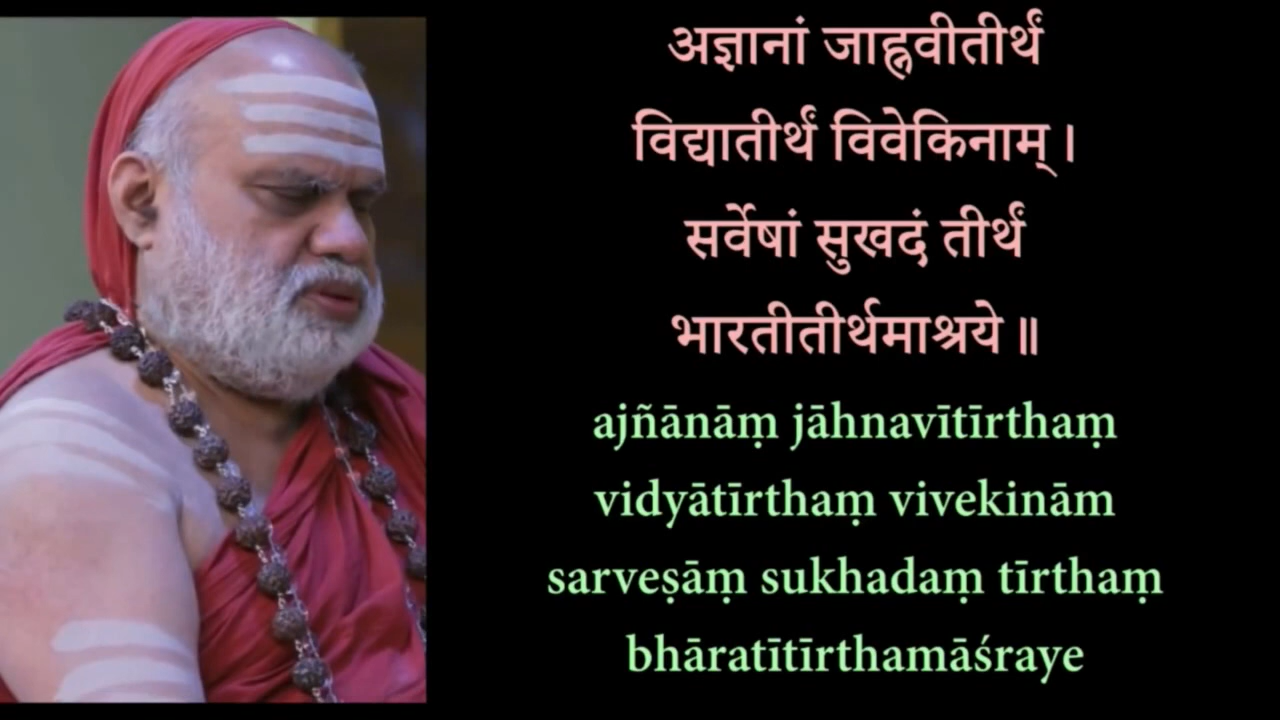 अज्ञानां जाह्नवीतीर्थं
विद्यातीर्थं विवेकिनाम् ।
सर्वेषां सुखदं तीर्थं
भारतीतीर्थमाश्रये ॥
ajñānāṃ jāhnavītīrthaṃ
vidyātīrthaṃ vivekinām
sarveṣāṃ sukhadaṃ tīrthaṃ
bhāratītīrthamāśraye